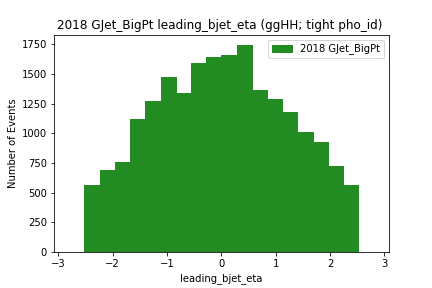 2018 GJet_BigPt leading_bjet_eta (ggHH; tight pho_id)
2018 GJet_BigPt
Number of Events
1750
1500
1250
1000
750
500
250
0
−3 −2 −1 0 1 2 3
leading_bjet_eta